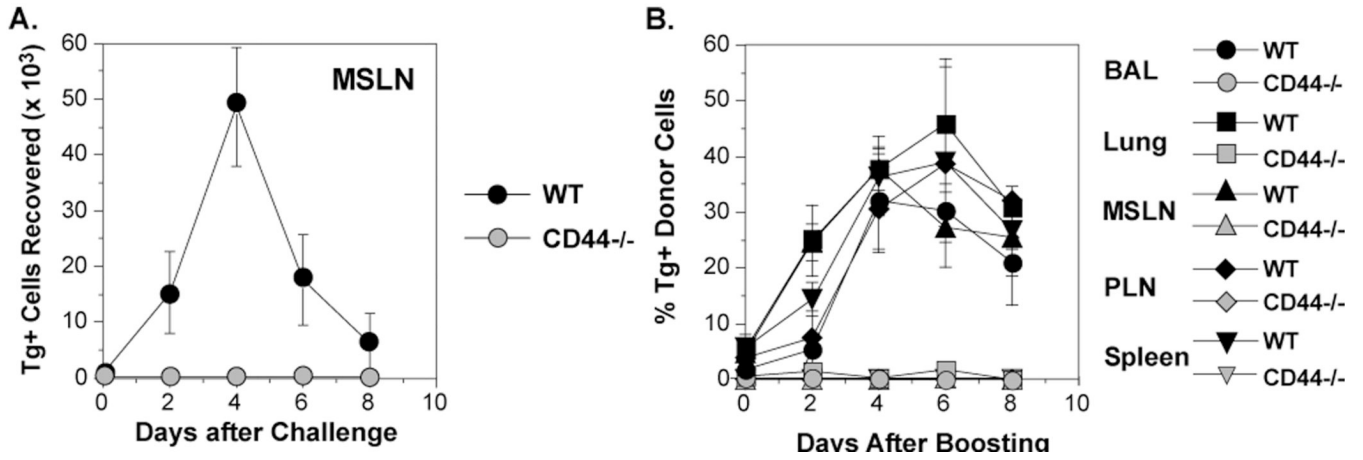 A.
Tg+ Cells Recovered (x 10³)
60
50
40
30
20
10
0
MSLN
0 2 4 6 8 10
Days after Challenge
WT
CD44-/-
B.
% Tg+ Donor Cells
60
50
40
30
20
10
0
0 2 4 6 8 10
Days After Boosting
BAL
WT
CD44-/-
Lung
WT
CD44-/-
MSLN
WT
CD44-/-
PLN
WT
CD44-/-
Spleen
WT
CD44-/-